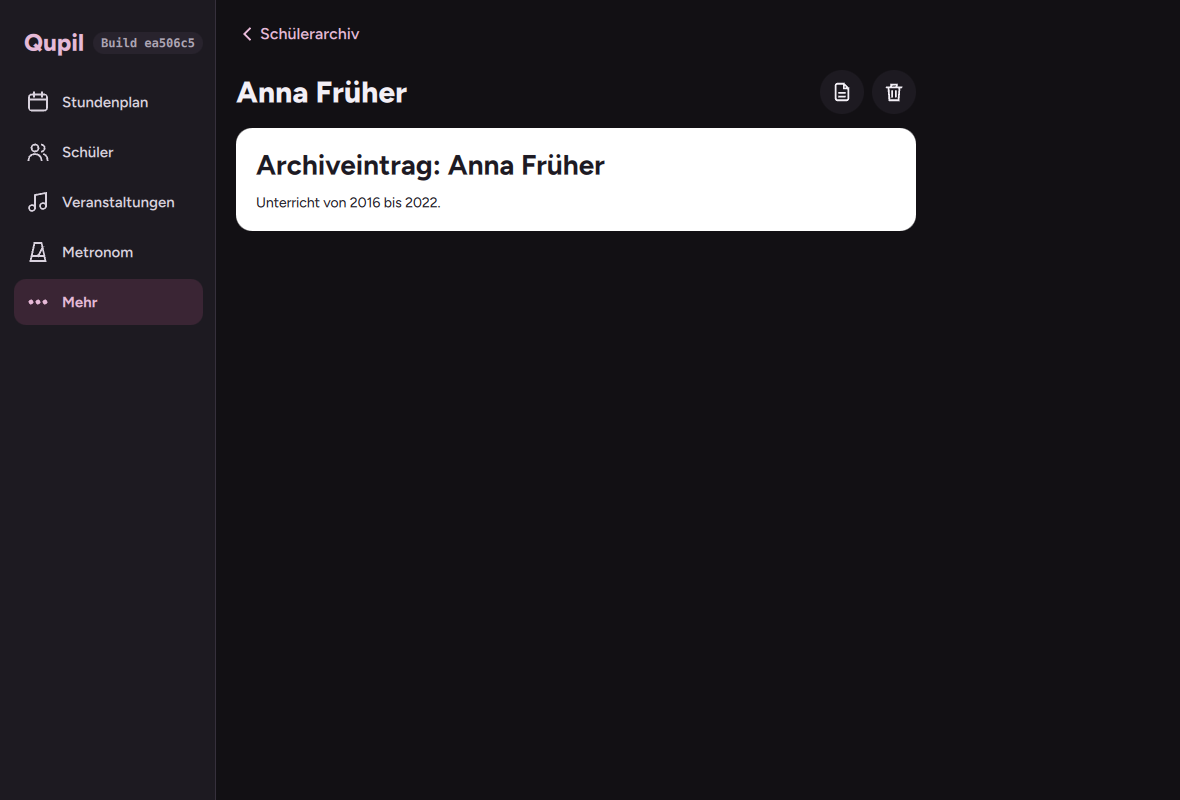 Qupil Build ea506c5
Stundenplan
Schüler
Veranstaltungen
Metronom
Mehr
Schülerarchiv
Anna Früher
Archiveintrag: Anna Früher
Unterricht von 2016 bis 2022.